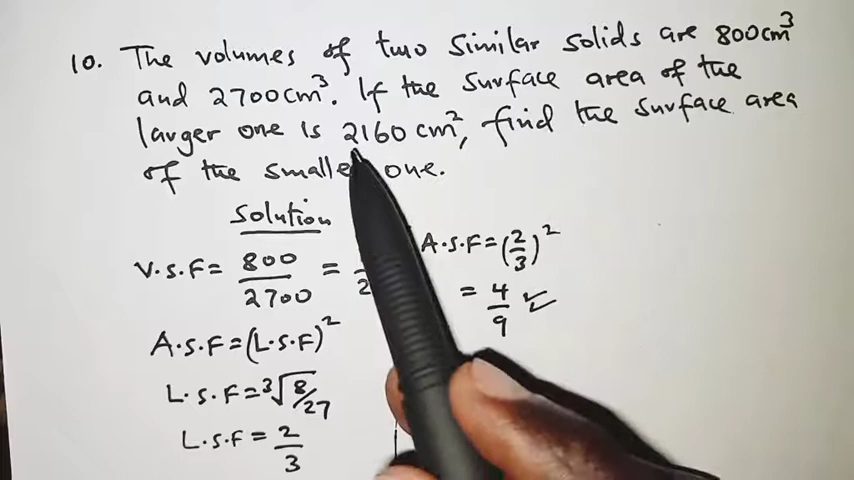 10. The volumes of two similar solids are 800cm³
and 2700cm³. If the surface area of the
larger one is 2160 cm², find the surface area
of the smaller one.
Solution
V.S.F = 800/2700 =
A.S.F = (L.S.F)²
L.S.F = ³√8/27
L.S.F = 2/3
A.S.F = (2/3)²
= 4/9 ✓